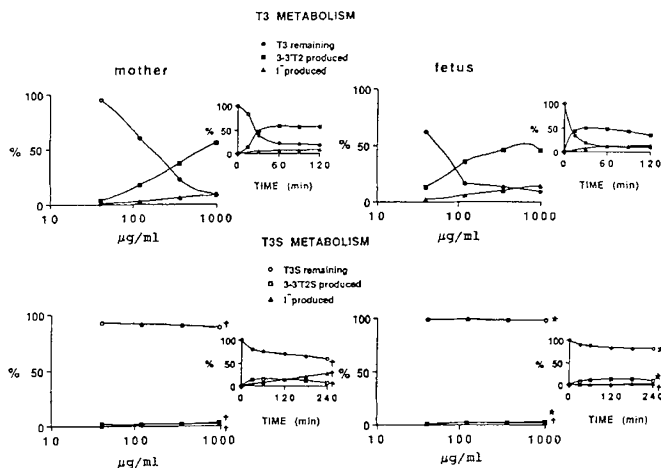 T3 METABOLISM
T3 remaining
3-3'T2 produced
I⁻ produced
mother
fetus
100
50
0
%
10 100 1000
µg/ml
100
50
0
%
0 60 120
TIME (min)
100
50
0
%
10 100 1000
µg/ml
100
50
0
%
0 60 120
TIME (min)
T3S METABOLISM
T3S remaining
3-3'T2S produced
I⁻ produced
100
50
0
%
10 100 1000
µg/ml
†
†
†
100
50
0
%
0 120 240
TIME (min)
†
†
†
100
50
0
%
10 100 1000
µg/ml
*
*
†
100
50
0
%
0 120 240
TIME (min)
*
*
†